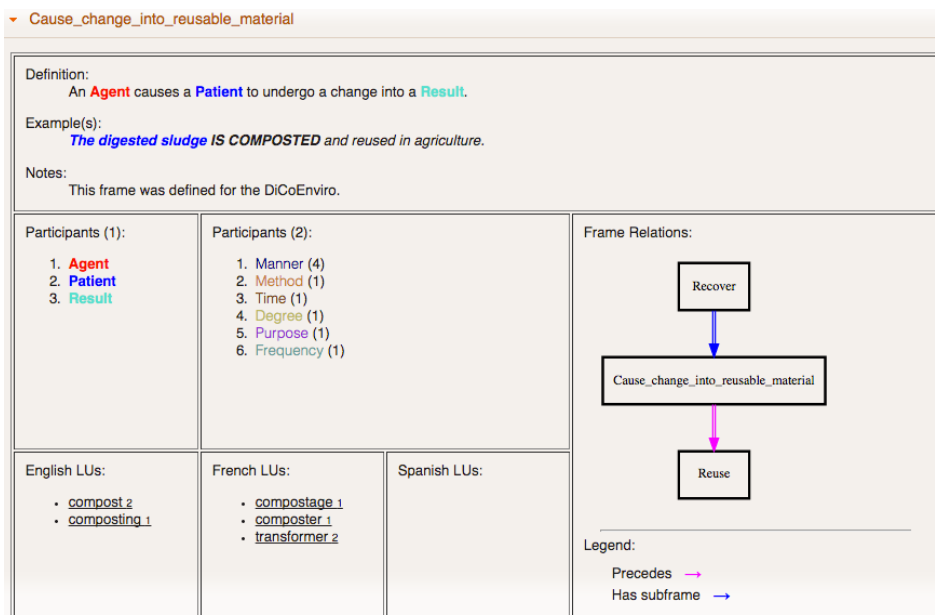 Cause_change_into_reusable_material
Definition:
An Agent causes a Patient to undergo a change into a Result.
Example(s):
The digested sludge IS COMPOSTED and reused in agriculture.
Notes:
This frame was defined for the DiCoEnviro.
Participants (1):
1. Agent
2. Patient
3. Result
Participants (2):
1. Manner (4)
2. Method (1)
3. Time (1)
4. Degree (1)
5. Purpose (1)
6. Frequency (1)
Frame Relations:
Recover
Cause_change_into_reusable_material
Reuse
Legend:
Precedes →
Has subframe →
English LUs:
• compost 2
• composting 1
French LUs:
• compostage 1
• composter 1
• transformer 2
Spanish LUs: